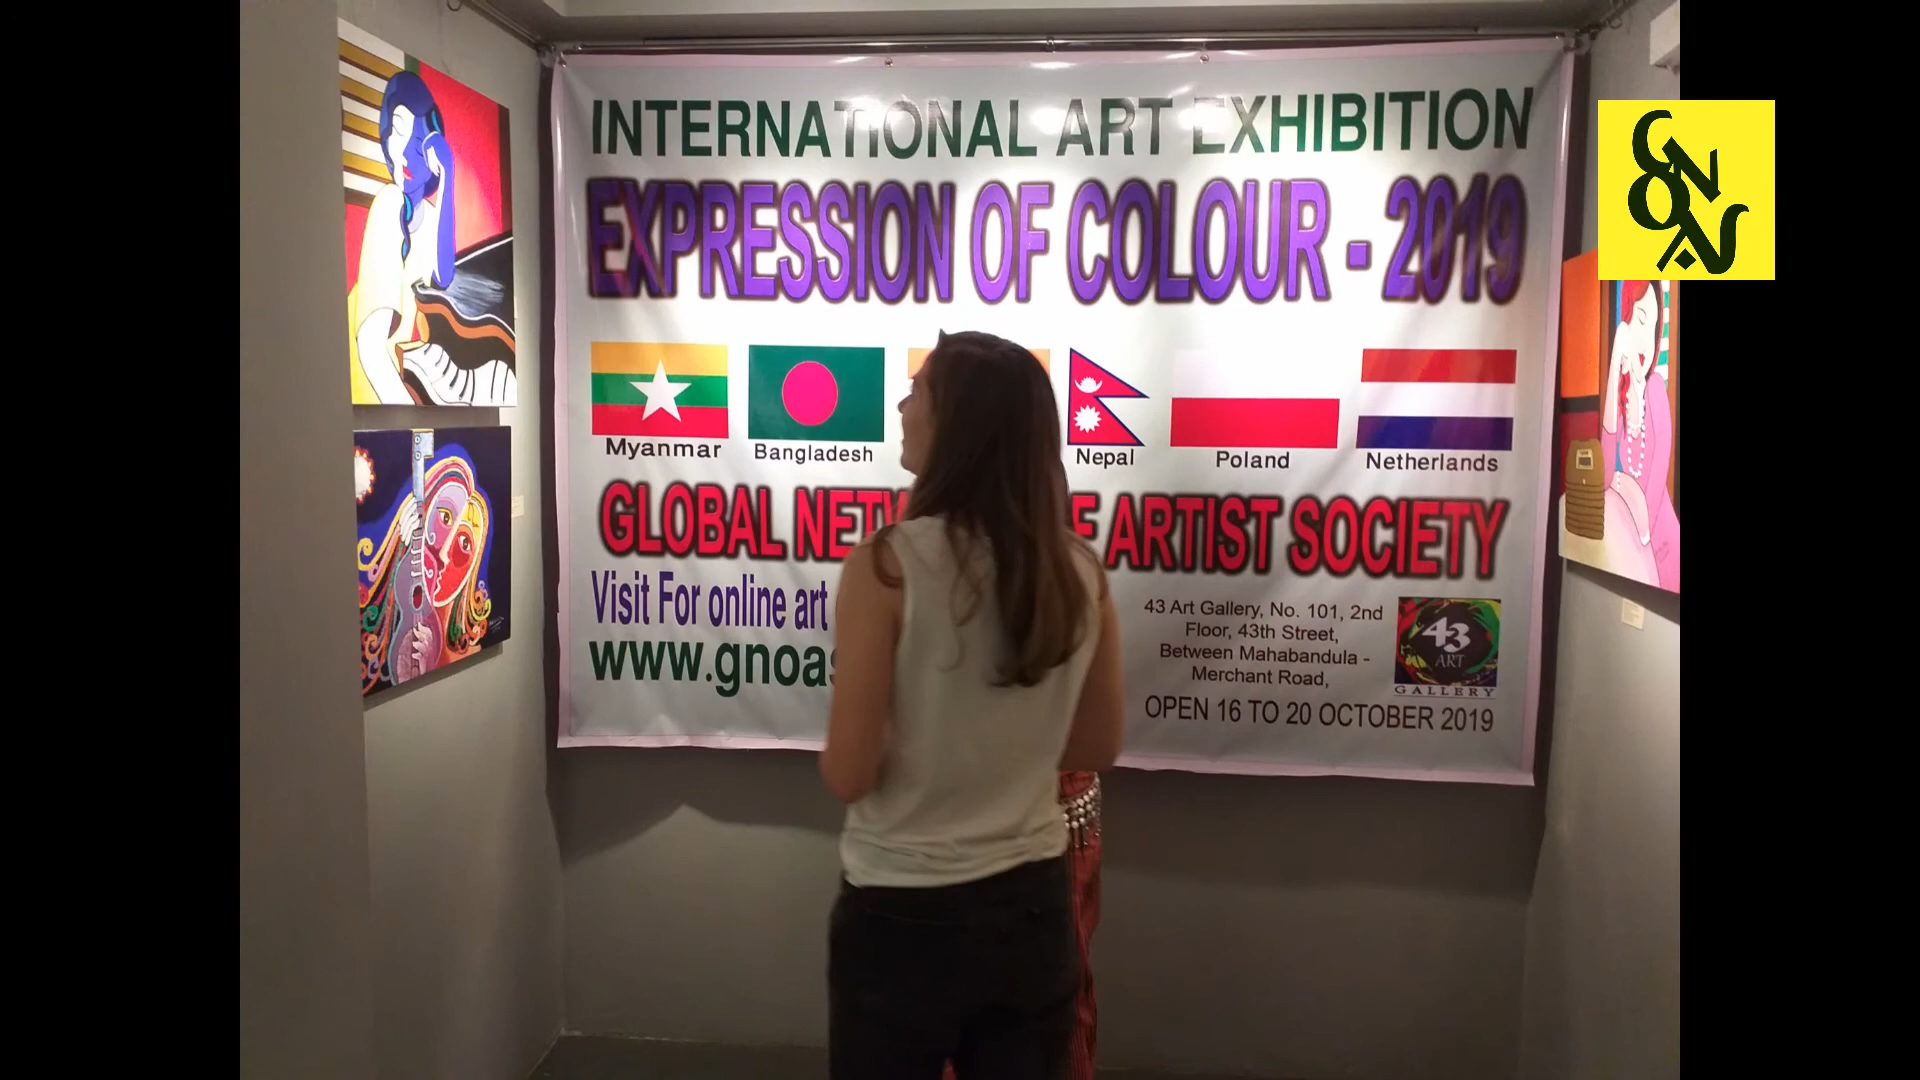 INTERNATIONAL ART EXHIBITION
EXPRESSION OF COLOUR - 2019
Myanmar Bangladesh Nepal Poland Netherlands
GLOBAL ARTIST SOCIETY
Visit For online art
www.gnoas
43 Art Gallery, No. 101, 2nd
Floor, 43th Street,
Between Mahabandula -
Merchant Road,
43
ART
GALLERY
OPEN 16 TO 20 OCTOBER 2019